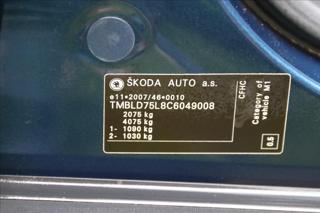 ŠKODA AUTO a.s.
e11*2007/46*0010
TMBLD75L8C6049008
2075 kg
4075 kg
1- 1090 kg
2- 1030 kg
CFHC
Category of
vehicle M1
0.5